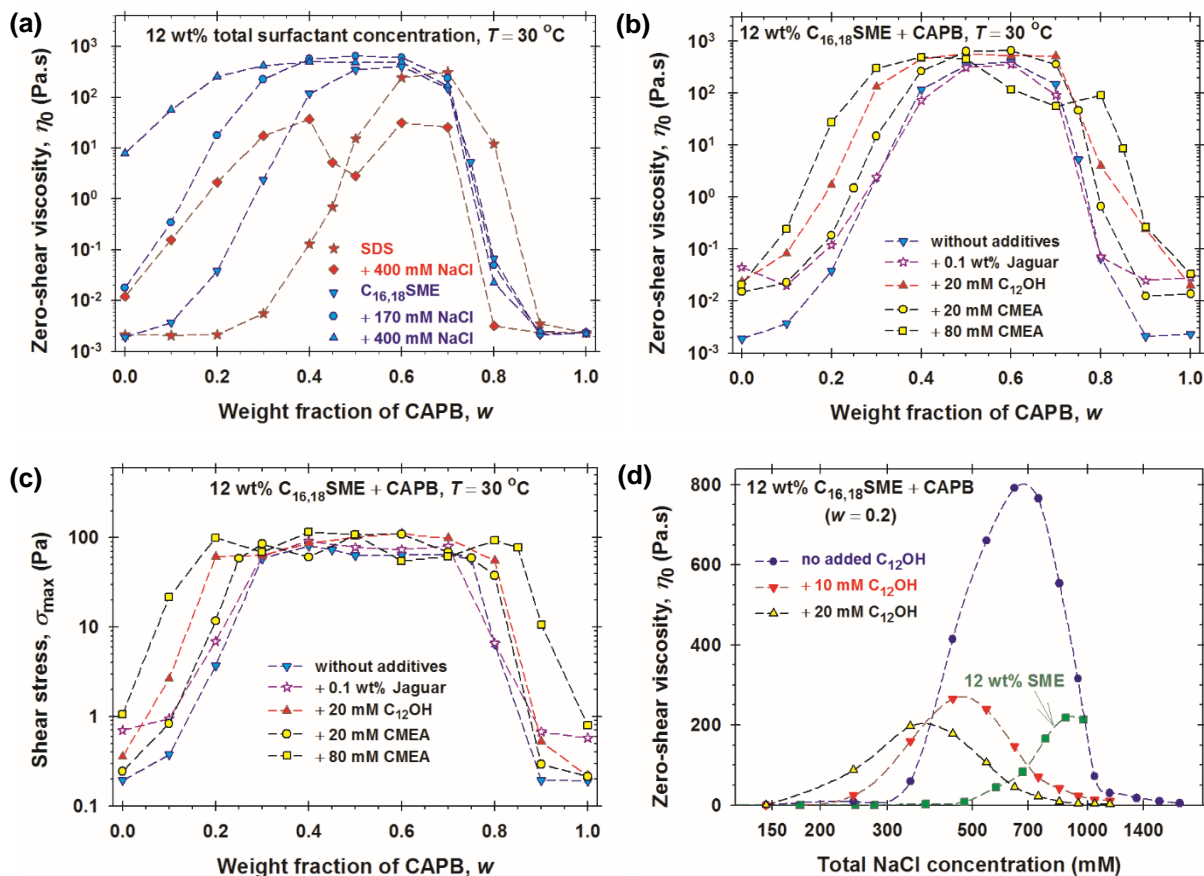 (a)
12 wt% total surfactant concentration, T = 30 °C
Zero-shear viscosity, η0 (Pa.s)
10³
10²
10¹
10⁰
10⁻¹
10⁻²
10⁻³
SDS
+ 400 mM NaCl
C16,18SME
+ 170 mM NaCl
+ 400 mM NaCl
0.0 0.2 0.4 0.6 0.8 1.0
Weight fraction of CAPB, w
(b)
12 wt% C16,18SME + CAPB, T = 30 °C
Zero-shear viscosity, η0 (Pa.s)
10³
10²
10¹
10⁰
10⁻¹
10⁻²
10⁻³
without additives
+ 0.1 wt% Jaguar
+ 20 mM C12OH
+ 20 mM CMEA
+ 80 mM CMEA
0.0 0.2 0.4 0.6 0.8 1.0
Weight fraction of CAPB, w
(c)
12 wt% C16,18SME + CAPB, T = 30 °C
Shear stress, σmax (Pa)
100
10
1
0.1
without additives
+ 0.1 wt% Jaguar
+ 20 mM C12OH
+ 20 mM CMEA
+ 80 mM CMEA
0.0 0.2 0.4 0.6 0.8 1.0
Weight fraction of CAPB, w
(d)
12 wt% C16,18SME + CAPB
(w = 0.2)
Zero-shear viscosity, η0 (Pa.s)
800
600
400
200
0
no added C12OH
+ 10 mM C12OH
+ 20 mM C12OH
12 wt% SME
150 200 300 500 700 1000 1400
Total NaCl concentration (mM)